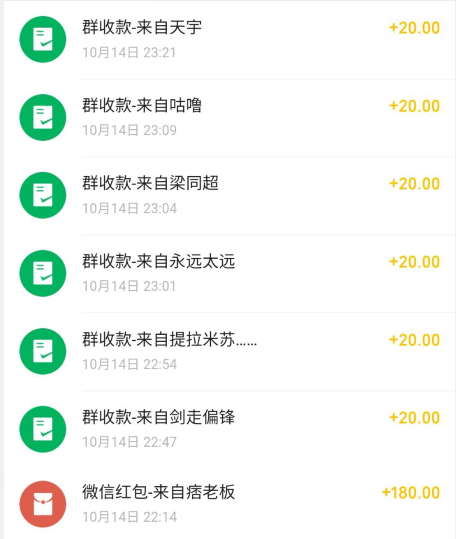 群收款-来自天宇 +20.00
10月14日 23:21
群收款-来自咕噜 +20.00
10月14日 23:09
群收款-来自梁同超 +20.00
10月14日 23:04
群收款-来自永远太远 +20.00
10月14日 23:01
群收款-来自提拉米苏...... +20.00
10月14日 22:54
群收款-来自剑走偏锋 +20.00
10月14日 22:47
微信红包-来自痞老板 +180.00
10月14日 22:14